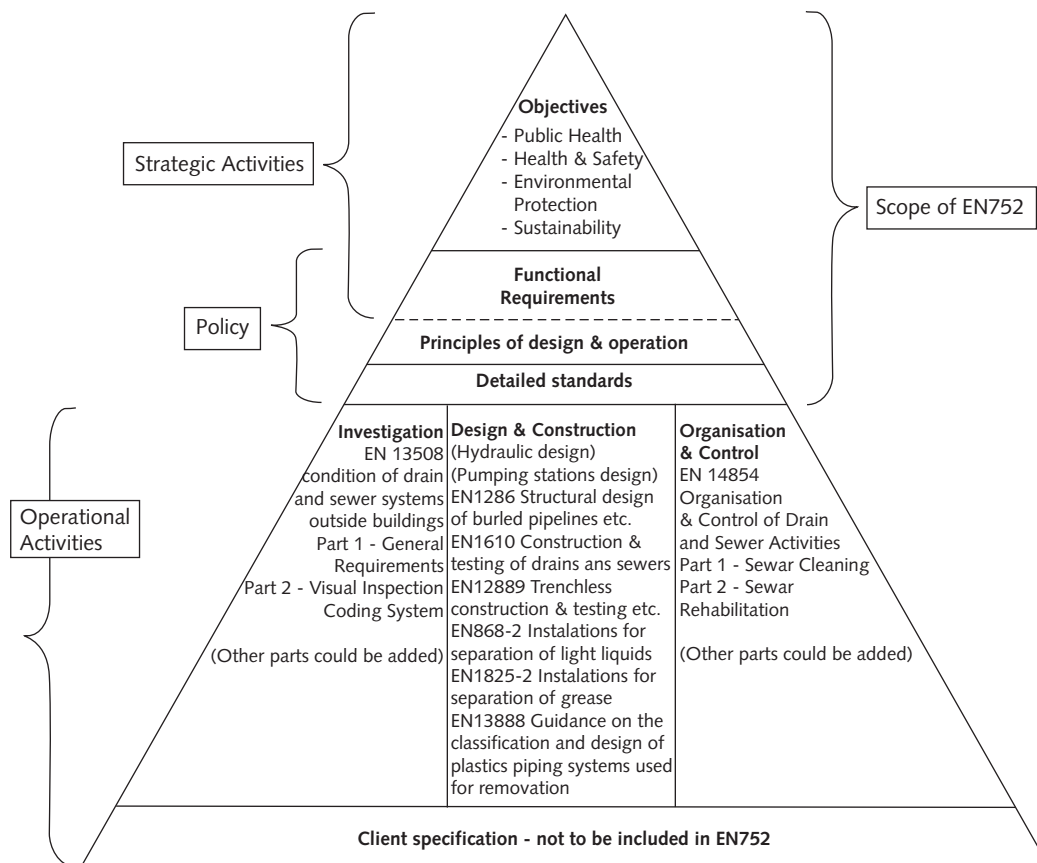 Objectives
- Public Health
- Health & Safety
- Environmental
Protection
- Sustainability
Strategic Activities
Scope of EN752
Functional
Requirements
Policy
Principles of design & operation
Detailed standards
Operational
Activities
Investigation
EN 13508
condition of drain
and sewer systems
outside buildings
Part 1 - General
Requirements
Part 2 - Visual Inspection
Coding System
(Other parts could be added)
Design & Construction
(Hydraulic design)
(Pumping stations design)
EN1286 Structural design
of burled pipelines etc.
EN1610 Construction &
testing of drains ans sewers
EN12889 Trenchless
construction & testing etc.
EN868-2 Instalations for
separation of light liquids
EN1825-2 Instalations for
separation of grease
EN13888 Guidance on the
classification and design of
plastics piping systems used
for removation
Organisation
& Control
EN 14854
Organisation
& Control of Drain
and Sewer Activities
Part 1 - Sewar Cleaning
Part 2 - Sewar
Rehabilitation
(Other parts could be added)
Client specification - not to be included in EN752